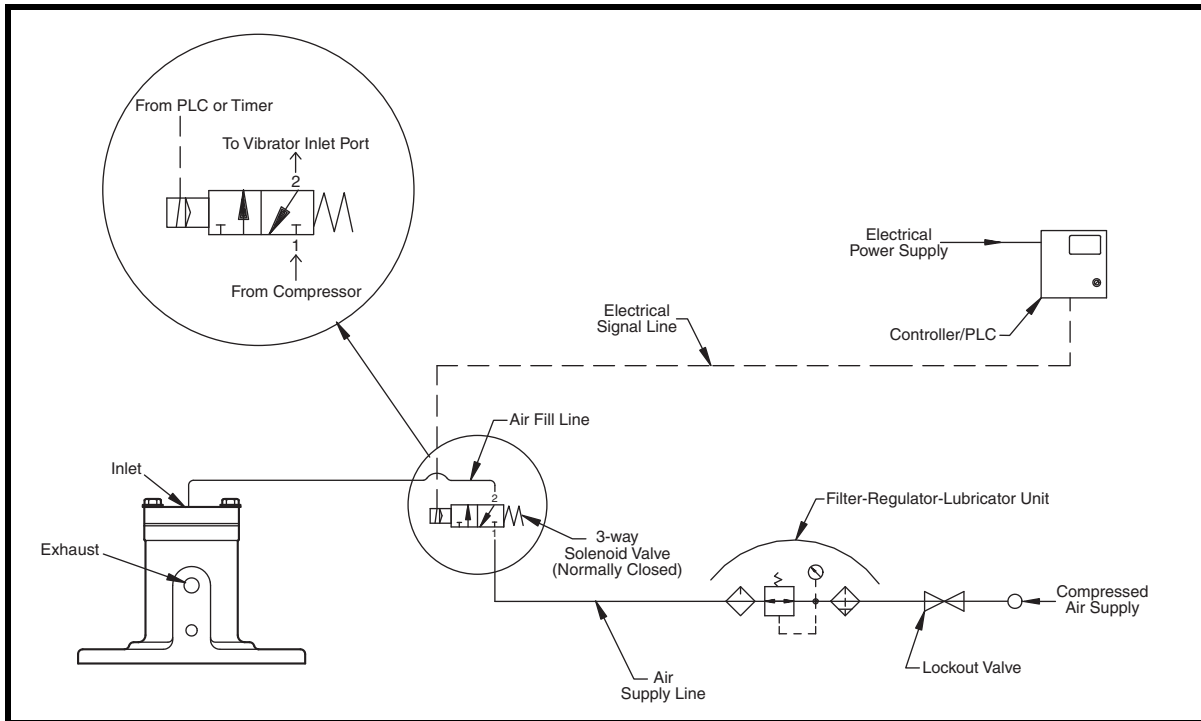 From PLC or Timer
To Vibrator Inlet Port
2
1
From Compressor
Electrical
Power Supply
Controller/PLC
Electrical
Signal Line
Air Fill Line
Inlet
Exhaust
2
1
3-way
Solenoid Valve
(Normally Closed)
Filter-Regulator-Lubricator Unit
Compressed
Air Supply
Lockout Valve
Air
Supply Line